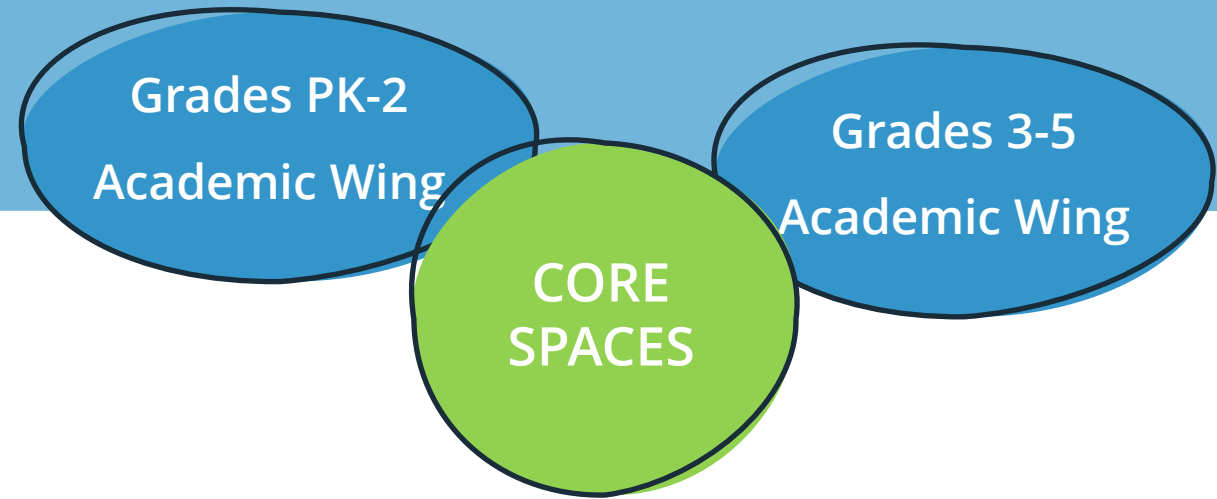 Grades PK-2
Academic Wing
Grades 3-5
Academic Wing
CORE
SPACES